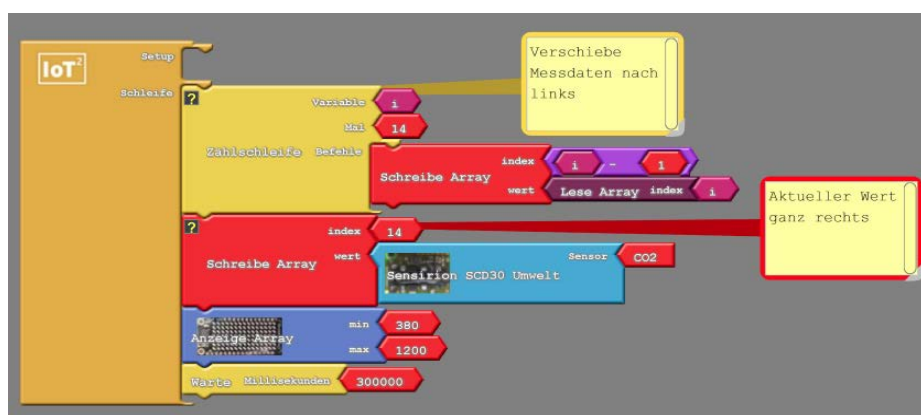 IoT²
Setup
Schleife
Variable i
Mal 14
Zählschleife Befehle
Schreibe Array
index i - 1
wert Lese Array index i
Verschiebe
Messdaten nach
links
Schreibe Array
index 14
wert
Sensirion SCD30 Umwelt
Sensor CO2
Aktueller Wert
ganz rechts
Anzeige Array
min 380
max 1200
Warte Millisekunden 300000